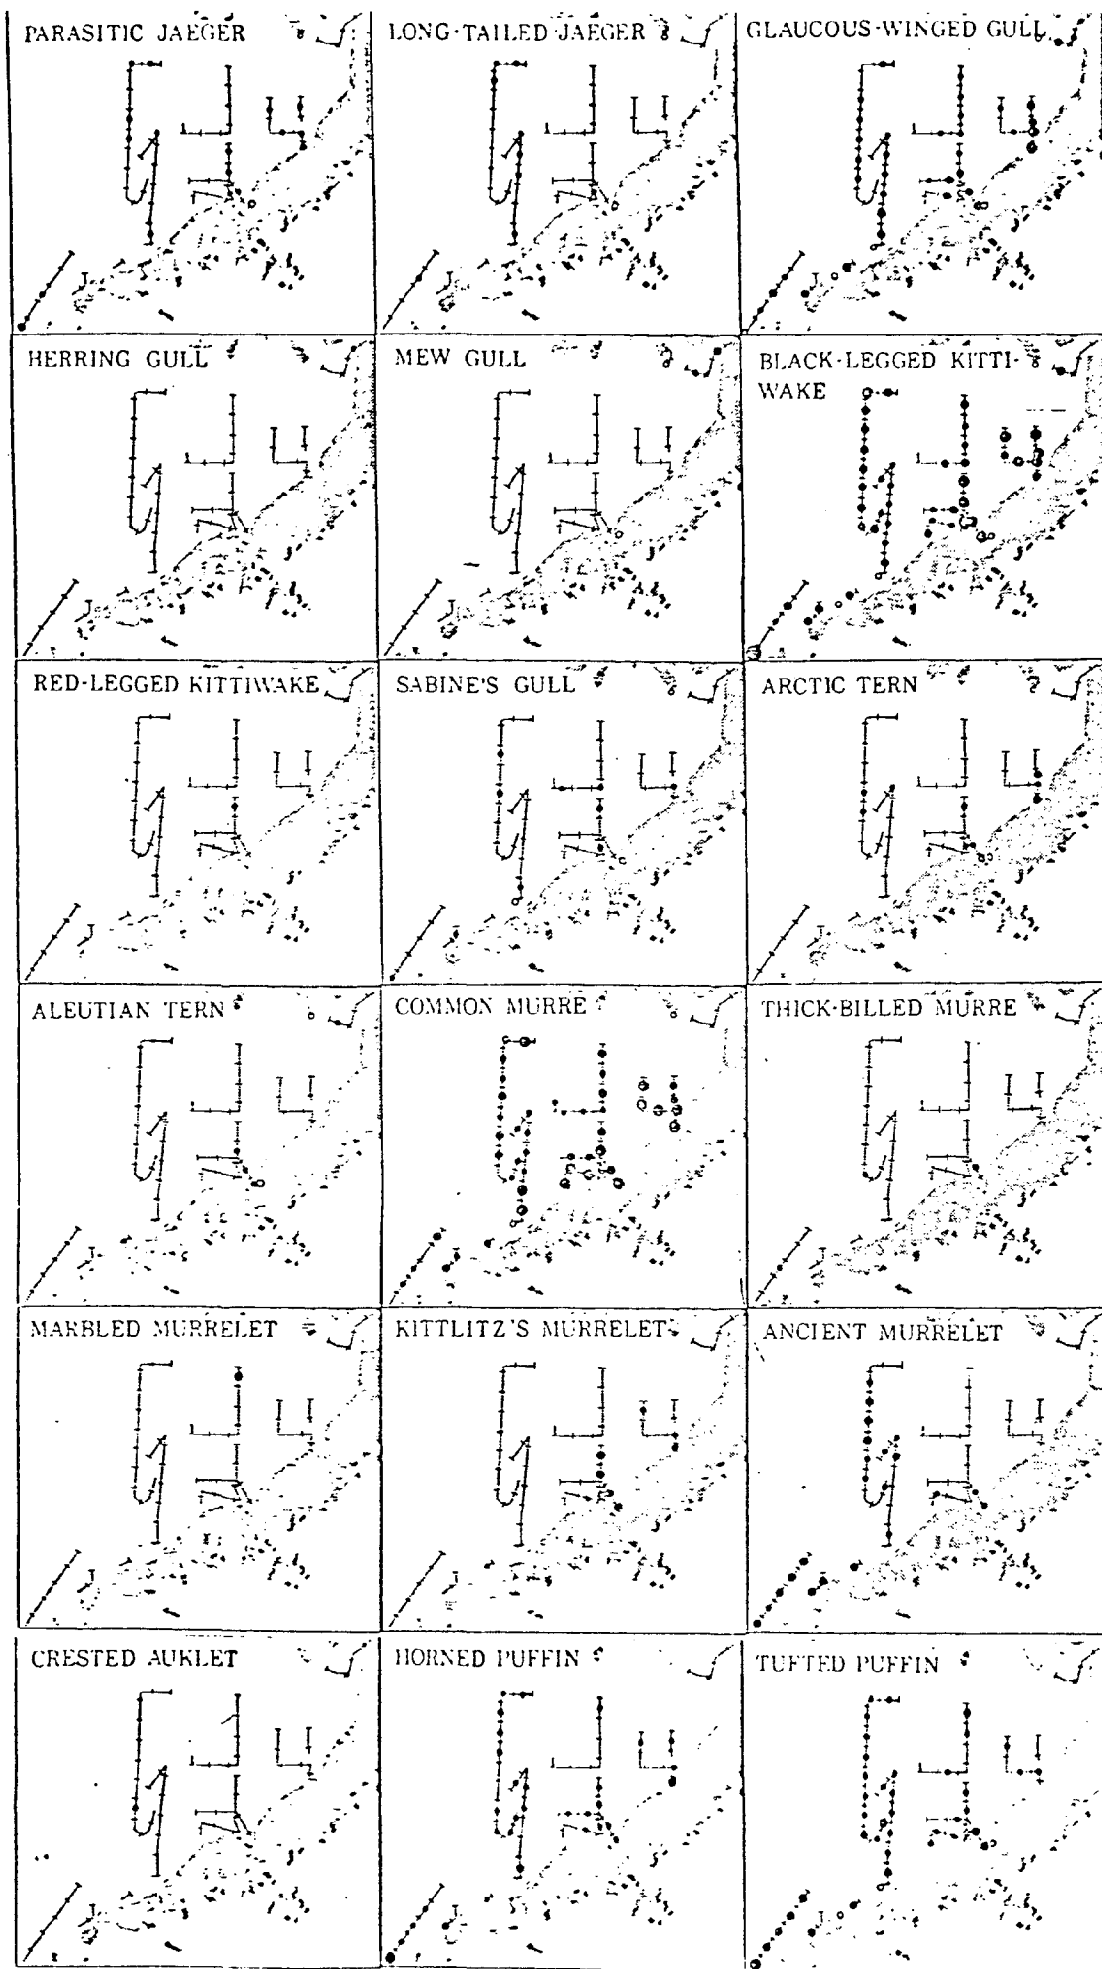 PARASITIC JAEGER
LONG-TAILED JAEGER
GLAUCOUS-WINGED GULL
HERRING GULL
MEW GULL
BLACK-LEGGED KITTI-
WAKE
RED-LEGGED KITTIWAKE
SABINE'S GULL
ARCTIC TERN
ALEUTIAN TERN
COMMON MURRE
THICK-BILLED MURRE
MARBLED MURRELET
KITTLITZ'S MURRELET
ANCIENT MURRELET
CRESTED AUKLET
HORNED PUFFIN
TUFTED PUFFIN